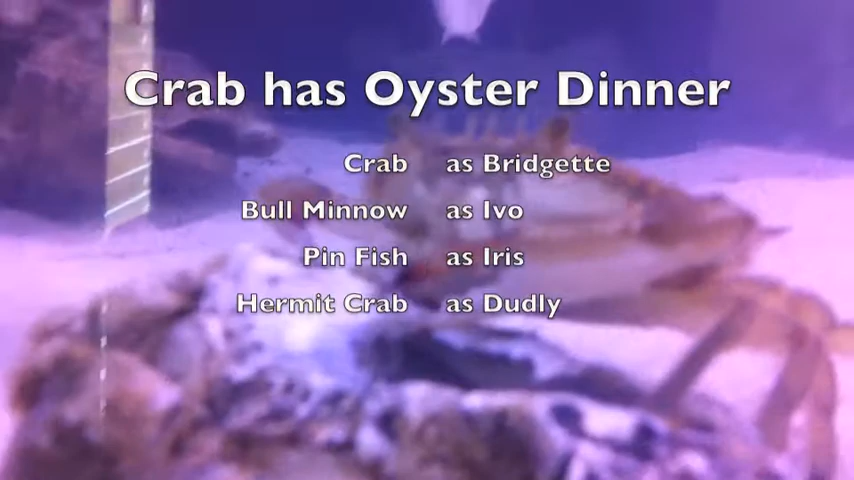 Crab has Oyster Dinner
Crab as Bridgette
Bull Minnow as Ivo
Pin Fish as Iris
Hermit Crab as Dudly